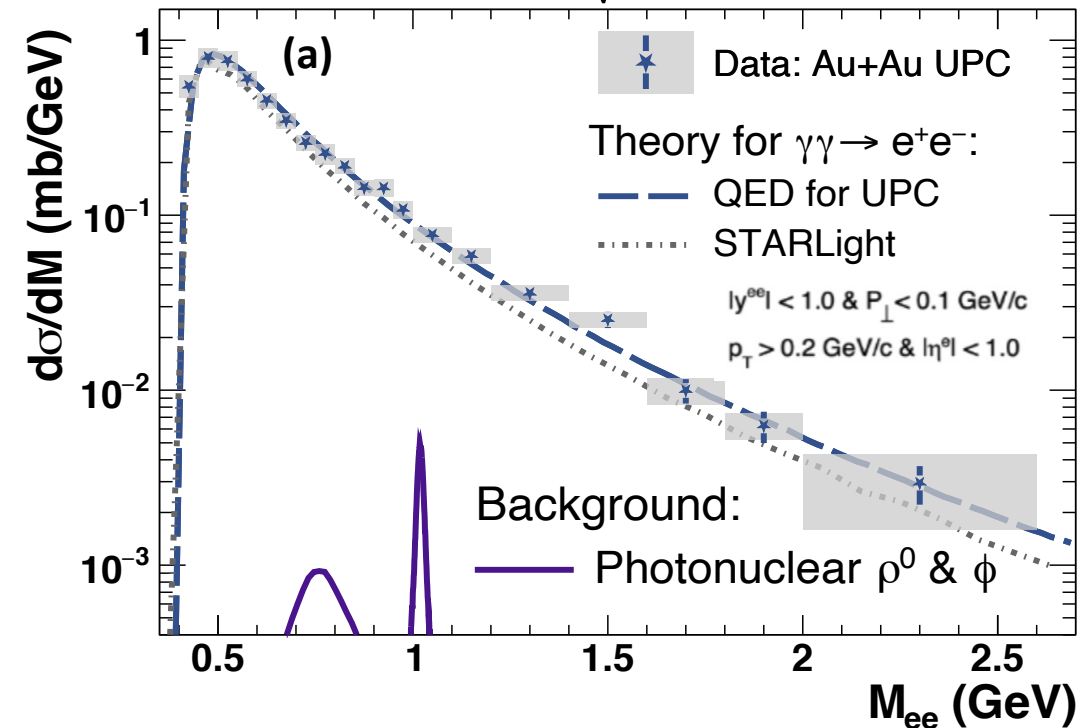 (a)
Data: Au+Au UPC
Theory for γγ→ e⁺e⁻:
QED for UPC
STARLight
|y^ee| < 1.0 & P_⊥ < 0.1 GeV/c
p_T > 0.2 GeV/c & |η^e| < 1.0
Background:
Photonuclear ρ⁰ & ϕ
dσ/dM (mb/GeV)
1
10⁻¹
10⁻²
10⁻³
0.5 1 1.5 2 2.5
M_ee (GeV)